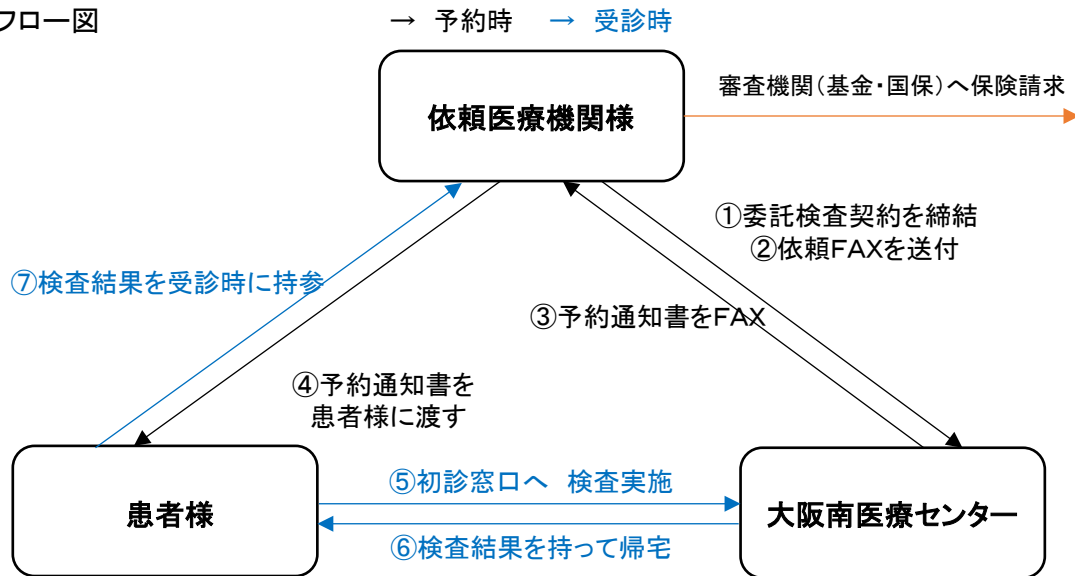 フロー図
→ 予約時 → 受診時
依頼医療機関様
審査機関(基金・国保)へ保険請求
①委託検査契約を締結
②依頼FAXを送付
⑦検査結果を受診時に持参
③予約通知書をFAX
④予約通知書を
患者様に渡す
患者様
⑤初診窓口へ 検査実施
⑥検査結果を持って帰宅
大阪南医療センター